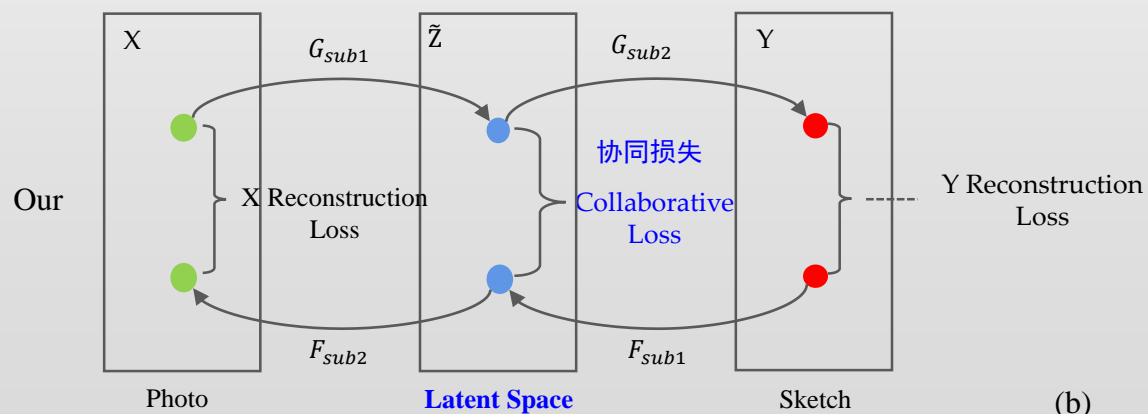 X
G_sub1
Z̃
G_sub2
Y
协同损失
Our
X Reconstruction
Loss
Collaborative
Loss
Y Reconstruction
Loss
F_sub2
F_sub1
Photo
Latent Space
Sketch
(b)